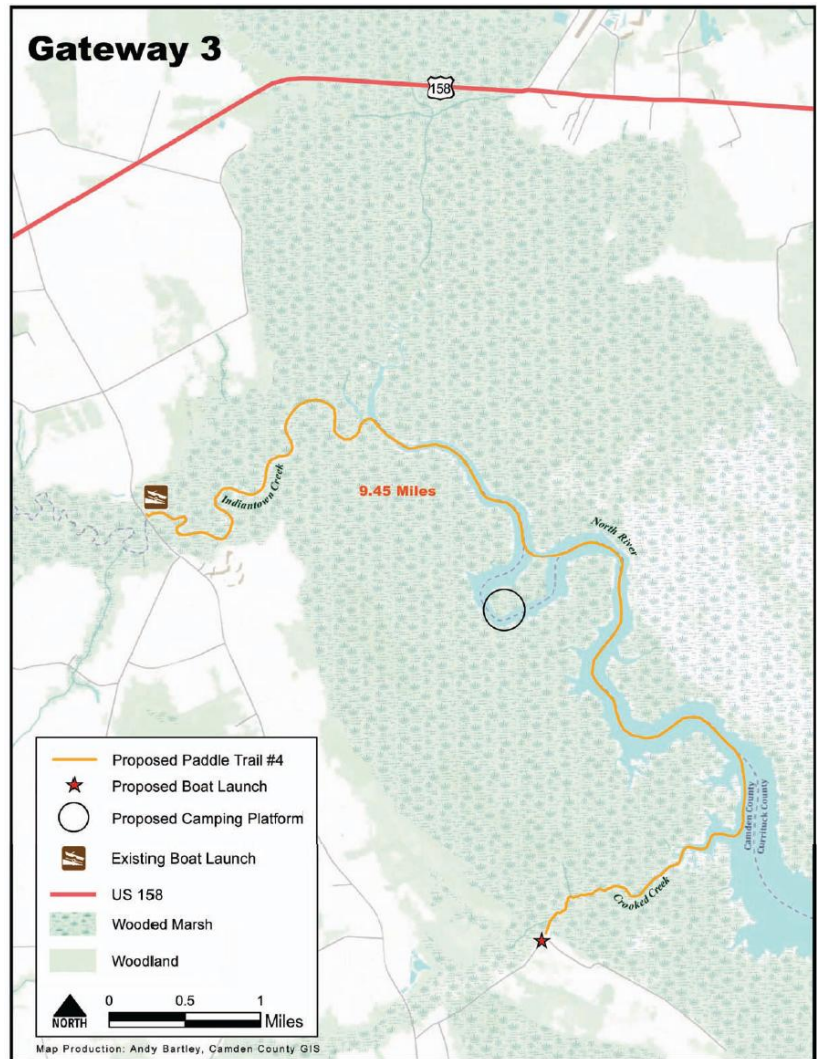 Gateway 3
158
Indiantown Creek
9.45 Miles
North River
Camden County
Currituck County
Crooked Creek
Proposed Paddle Trail #4
Proposed Boat Launch
Proposed Camping Platform
Existing Boat Launch
US 158
Wooded Marsh
Woodland
0 0.5 1
NORTH Miles
Map Production: Andy Bartley, Camden County GIS